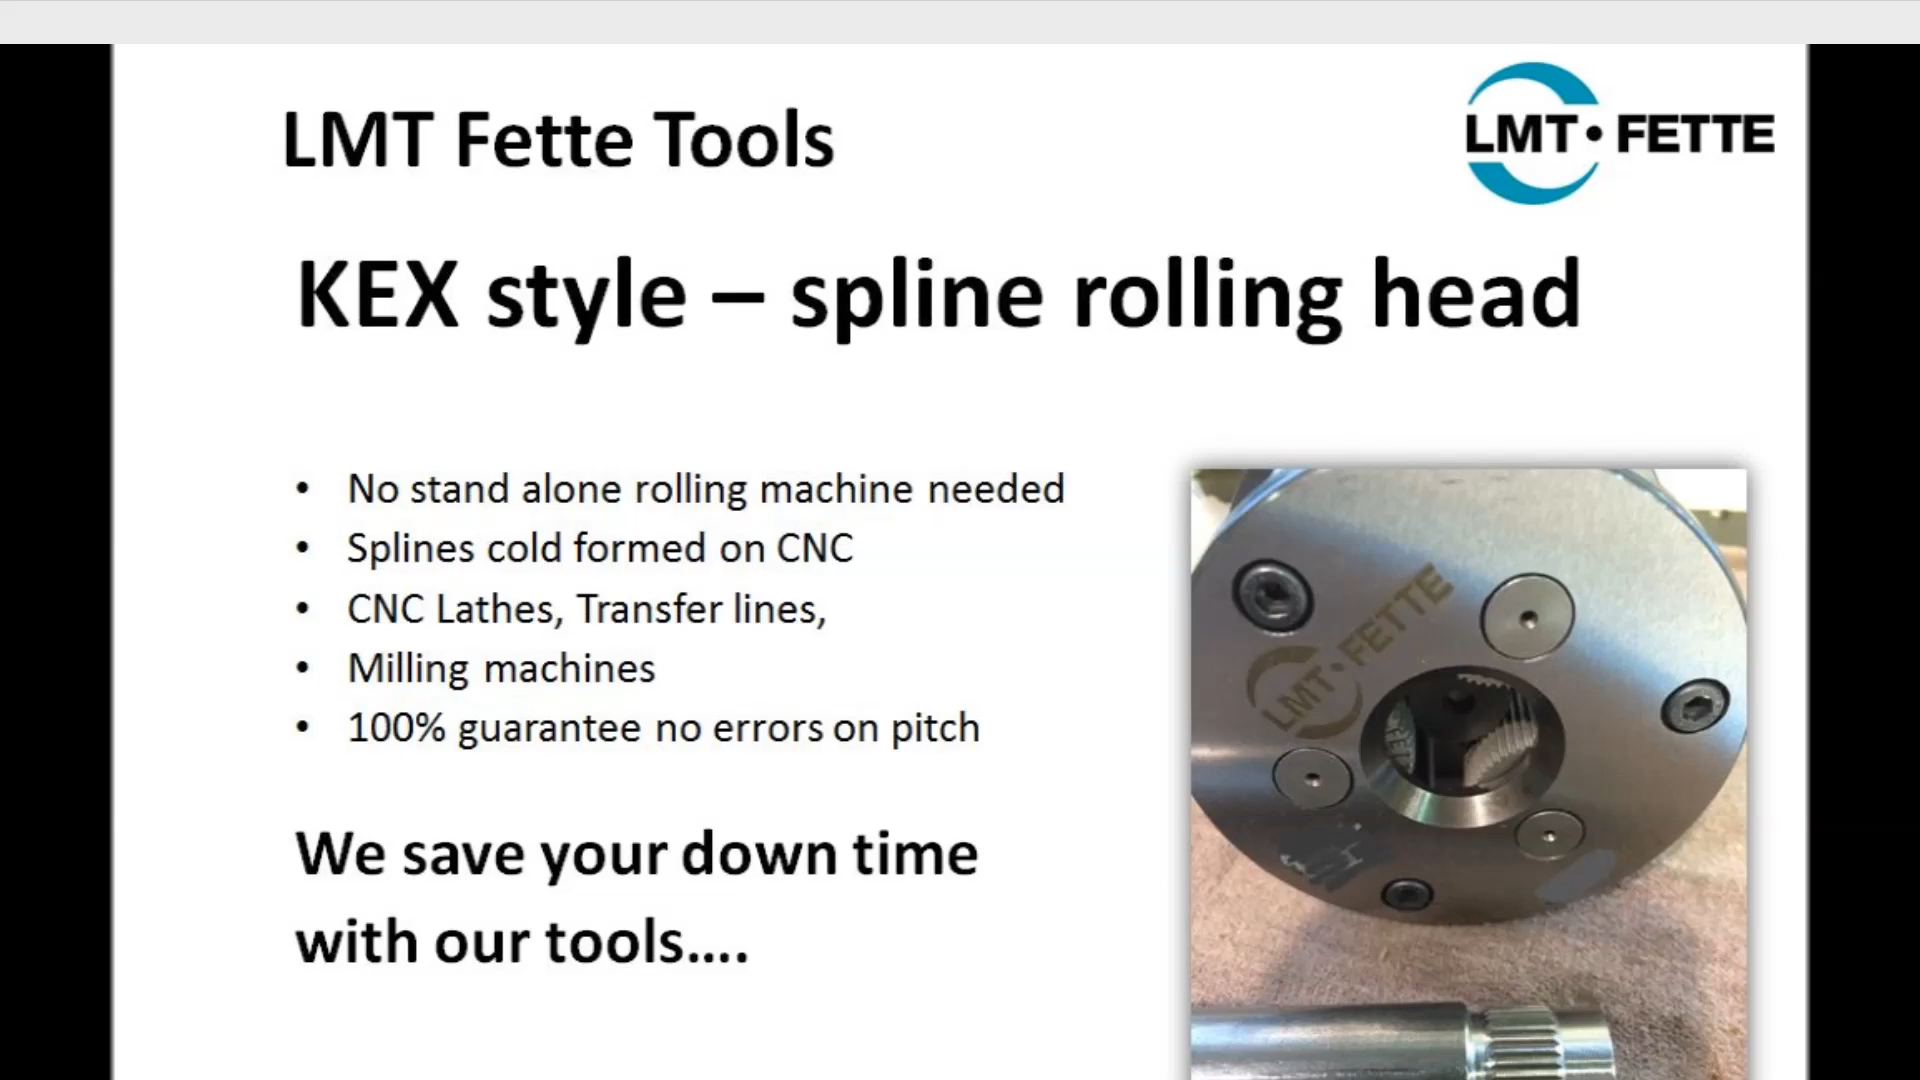 LMT Fette Tools
LMT•FETTE
KEX style – spline rolling head
• No stand alone rolling machine needed
• Splines cold formed on CNC
• CNC Lathes, Transfer lines,
• Milling machines
• 100% guarantee no errors on pitch
LMT•FETTE
We save your down time
with our tools....